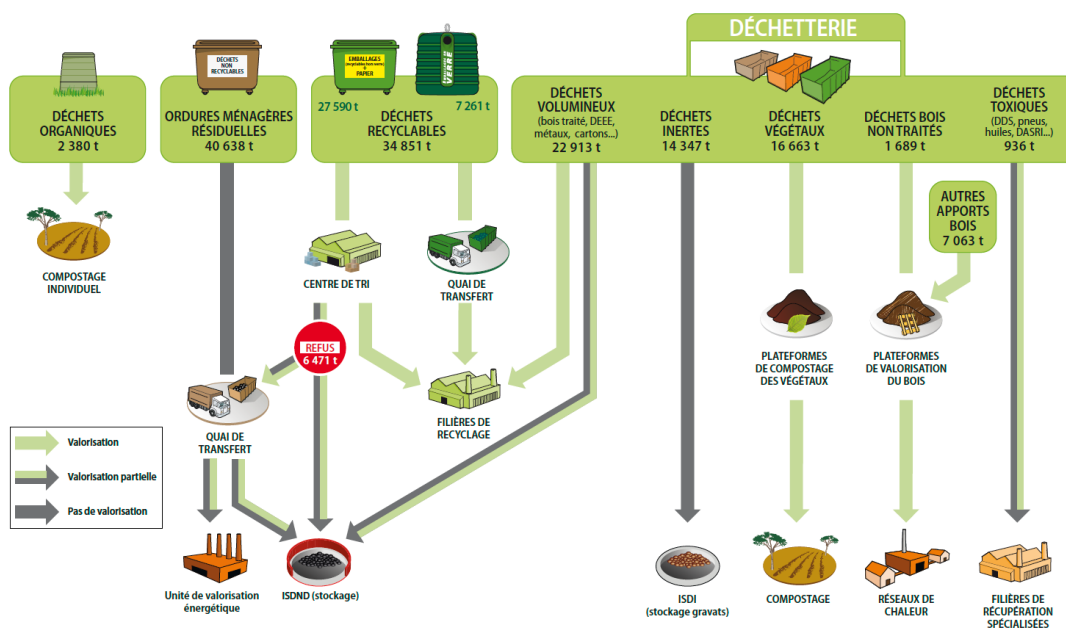 DÉCHETTERIE
DÉCHETS
NON
RECYCLABLES
EMBALLAGES
(recyclables hors verre)
&
PAPIER
VERRE
27 590 t
7 261 t
DÉCHETS
ORGANIQUES
2 380 t
ORDURES MÉNAGÈRES
RÉSIDUELLES
40 638 t
DÉCHETS
RECYCLABLES
34 851 t
DÉCHETS
VOLUMINEUX
(bois traité, DEEE,
métaux, cartons...)
22 913 t
DÉCHETS
INERTES
14 347 t
DÉCHETS
VÉGÉTAUX
16 663 t
DÉCHETS BOIS
NON TRAITÉS
1 689 t
DÉCHETS
TOXIQUES
(DDS, pneus,
huiles, DASRI...)
936 t
AUTRES
APPORTS
BOIS
7 063 t
COMPOSTAGE
INDIVIDUEL
CENTRE DE TRI
QUAI DE
TRANSFERT
REFUS
6 471 t
PLATEFORMES
DE COMPOSTAGE
DES VÉGÉTAUX
PLATEFORMES
DE VALORISATION
DU BOIS
QUAI DE
TRANSFERT
FILIÈRES DE
RECYCLAGE
Valorisation
Valorisation partielle
Pas de valorisation
Unité de valorisation
énergétique
ISDND (stockage)
ISDI
(stockage gravats)
COMPOSTAGE
RÉSEAUX DE
CHALEUR
FILIÈRES DE
RÉCUPÉRATION
SPÉCIALISÉES